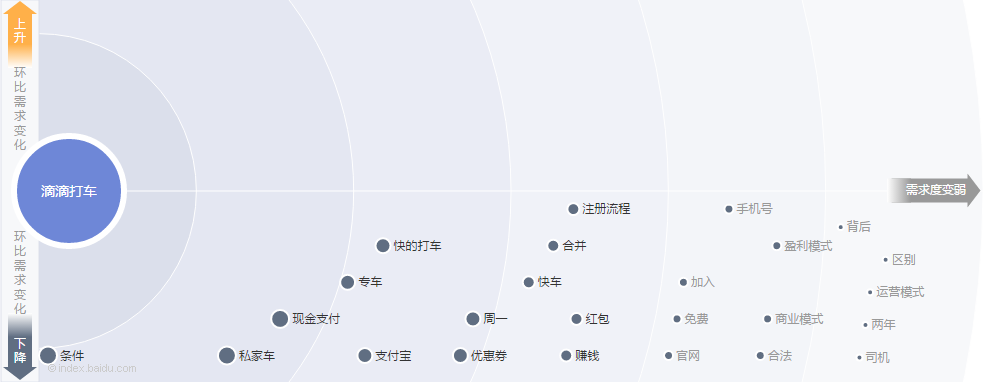 上升
环比需求变化
滴滴打车
需求度变弱
注册流程
手机号
背后
快的打车
合并
盈利模式
区别
专车
快车
加入
运营模式
现金支付
周一
红包
免费
商业模式
两年
环比需求变化
下降
条件
私家车
支付宝
优惠券
赚钱
官网
合法
司机
© index.baidu.com